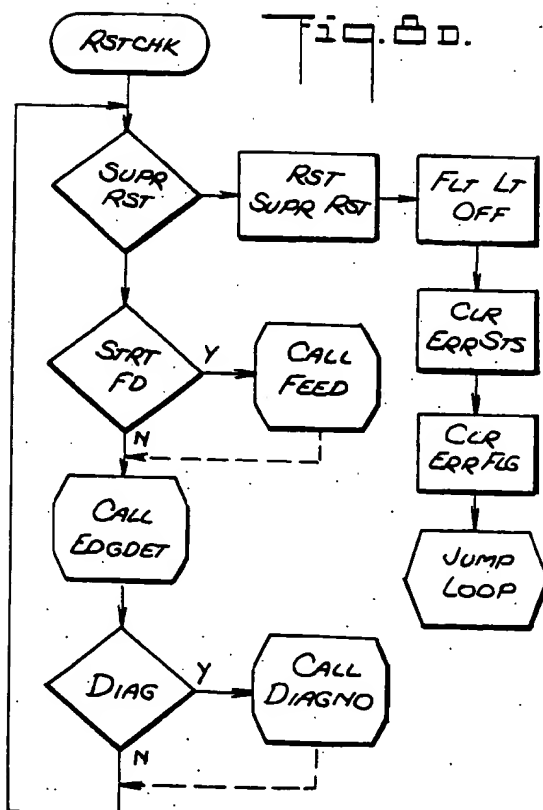 RSTCHK
Fig. 8D.
SUPR
RST
RST
SUPR RST
FLT LT
OFF
CLR
ERRSTS
CLR
ERRFLG
JUMP
LOOP
STRT
FD
Y
CALL
FEED
N
CALL
EDGDET
DIAG
Y
CALL
DIAGNO
N